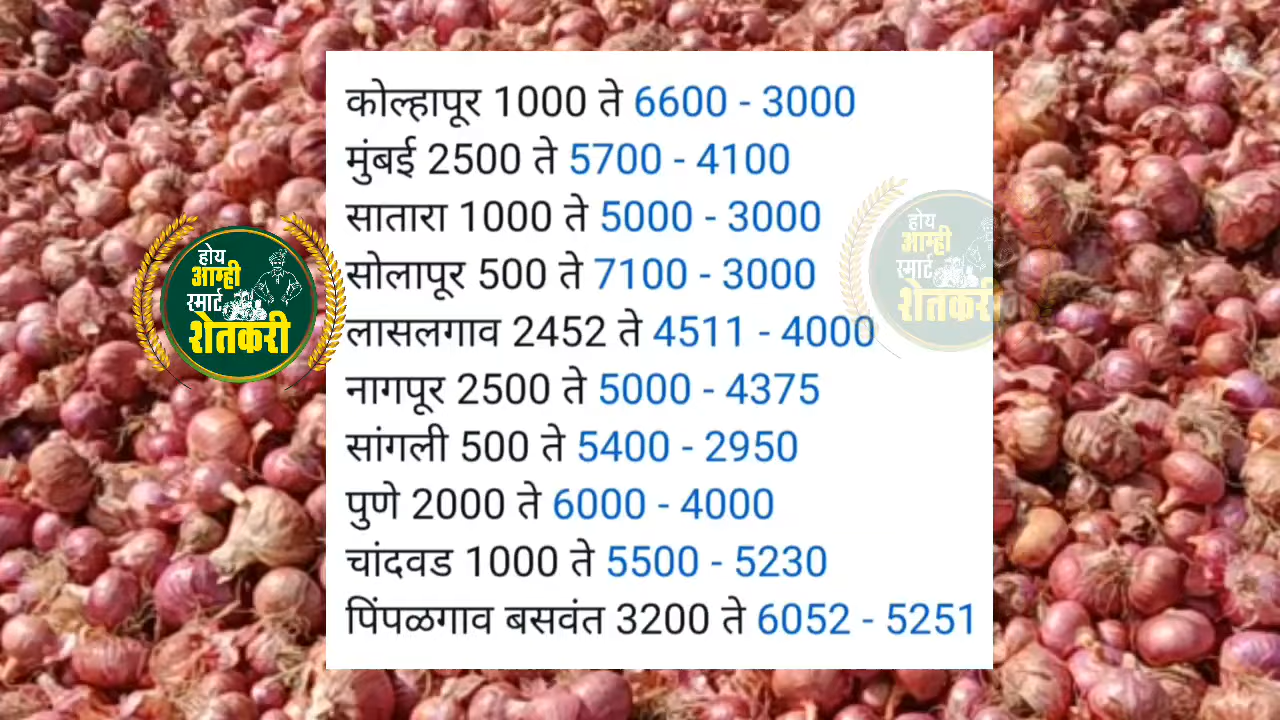 कोल्हापूर 1000 ते 6600 - 3000
मुंबई 2500 ते 5700 - 4100
सातारा 1000 ते 5000 - 3000
सोलापूर 500 ते 7100 - 3000
लासलगाव 2452 ते 4511 - 4000
नागपूर 2500 ते 5000 - 4375
सांगली 500 ते 5400 - 2950
पुणे 2000 ते 6000 - 4000
चांदवड 1000 ते 5500 - 5230
पिंपळगाव बसवंत 3200 ते 6052 - 5251
होय
आम्ही
स्मार्ट
शेतकरी
होय
आम्ही
स्मार्ट
शेतकरी